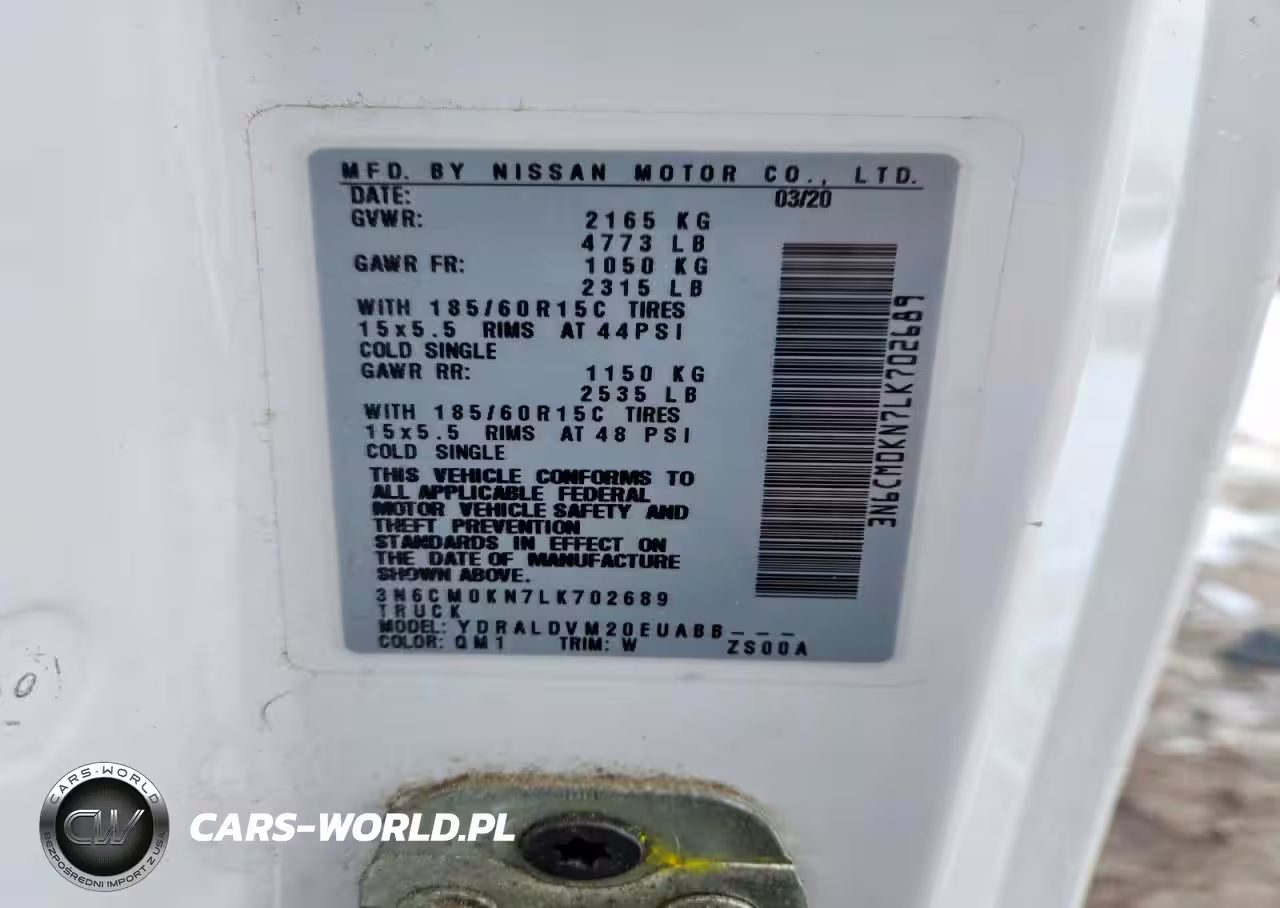 MFD. BY NISSAN MOTOR CO., LTD.
DATE: 03/20
GVWR: 2165 KG
4773 LB
GAWR FR: 1050 KG
2315 LB
WITH 185/60R15C TIRES
15x5.5 RIMS AT 44PSI
COLD SINGLE
GAWR RR: 1150 KG
2535 LB
WITH 185/60R15C TIRES
15x5.5 RIMS AT 48 PSI
COLD SINGLE
THIS VEHICLE CONFORMS TO
ALL APPLICABLE FEDERAL
MOTOR VEHICLE SAFETY AND
THEFT PREVENTION
STANDARDS IN EFFECT ON
THE DATE OF MANUFACTURE
SHOWN ABOVE.
3N6CM0KN7LK702689
TRUCK
MODEL: YDRALDVM20EUABB---
COLOR: QM1 TRIM: W ZS00A
3N6CM0KN7LK702689
CARS-WORLD
CW
BEZPOŚREDNI IMPORT Z USA
CARS-WORLD.PL